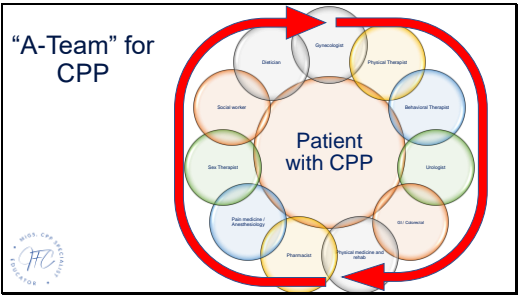 “A-Team” for
CPP
Gynecologist
Physical Therapist
Behavioral Therapist
Urologist
GI / Colorectal
Physical medicine and
rehab
Pharmacist
Pain medicine /
Anesthesiology
Sex Therapist
Social worker
Dietician
Patient
with CPP
MIGS, CPP SPECIALIST
EDUCATOR